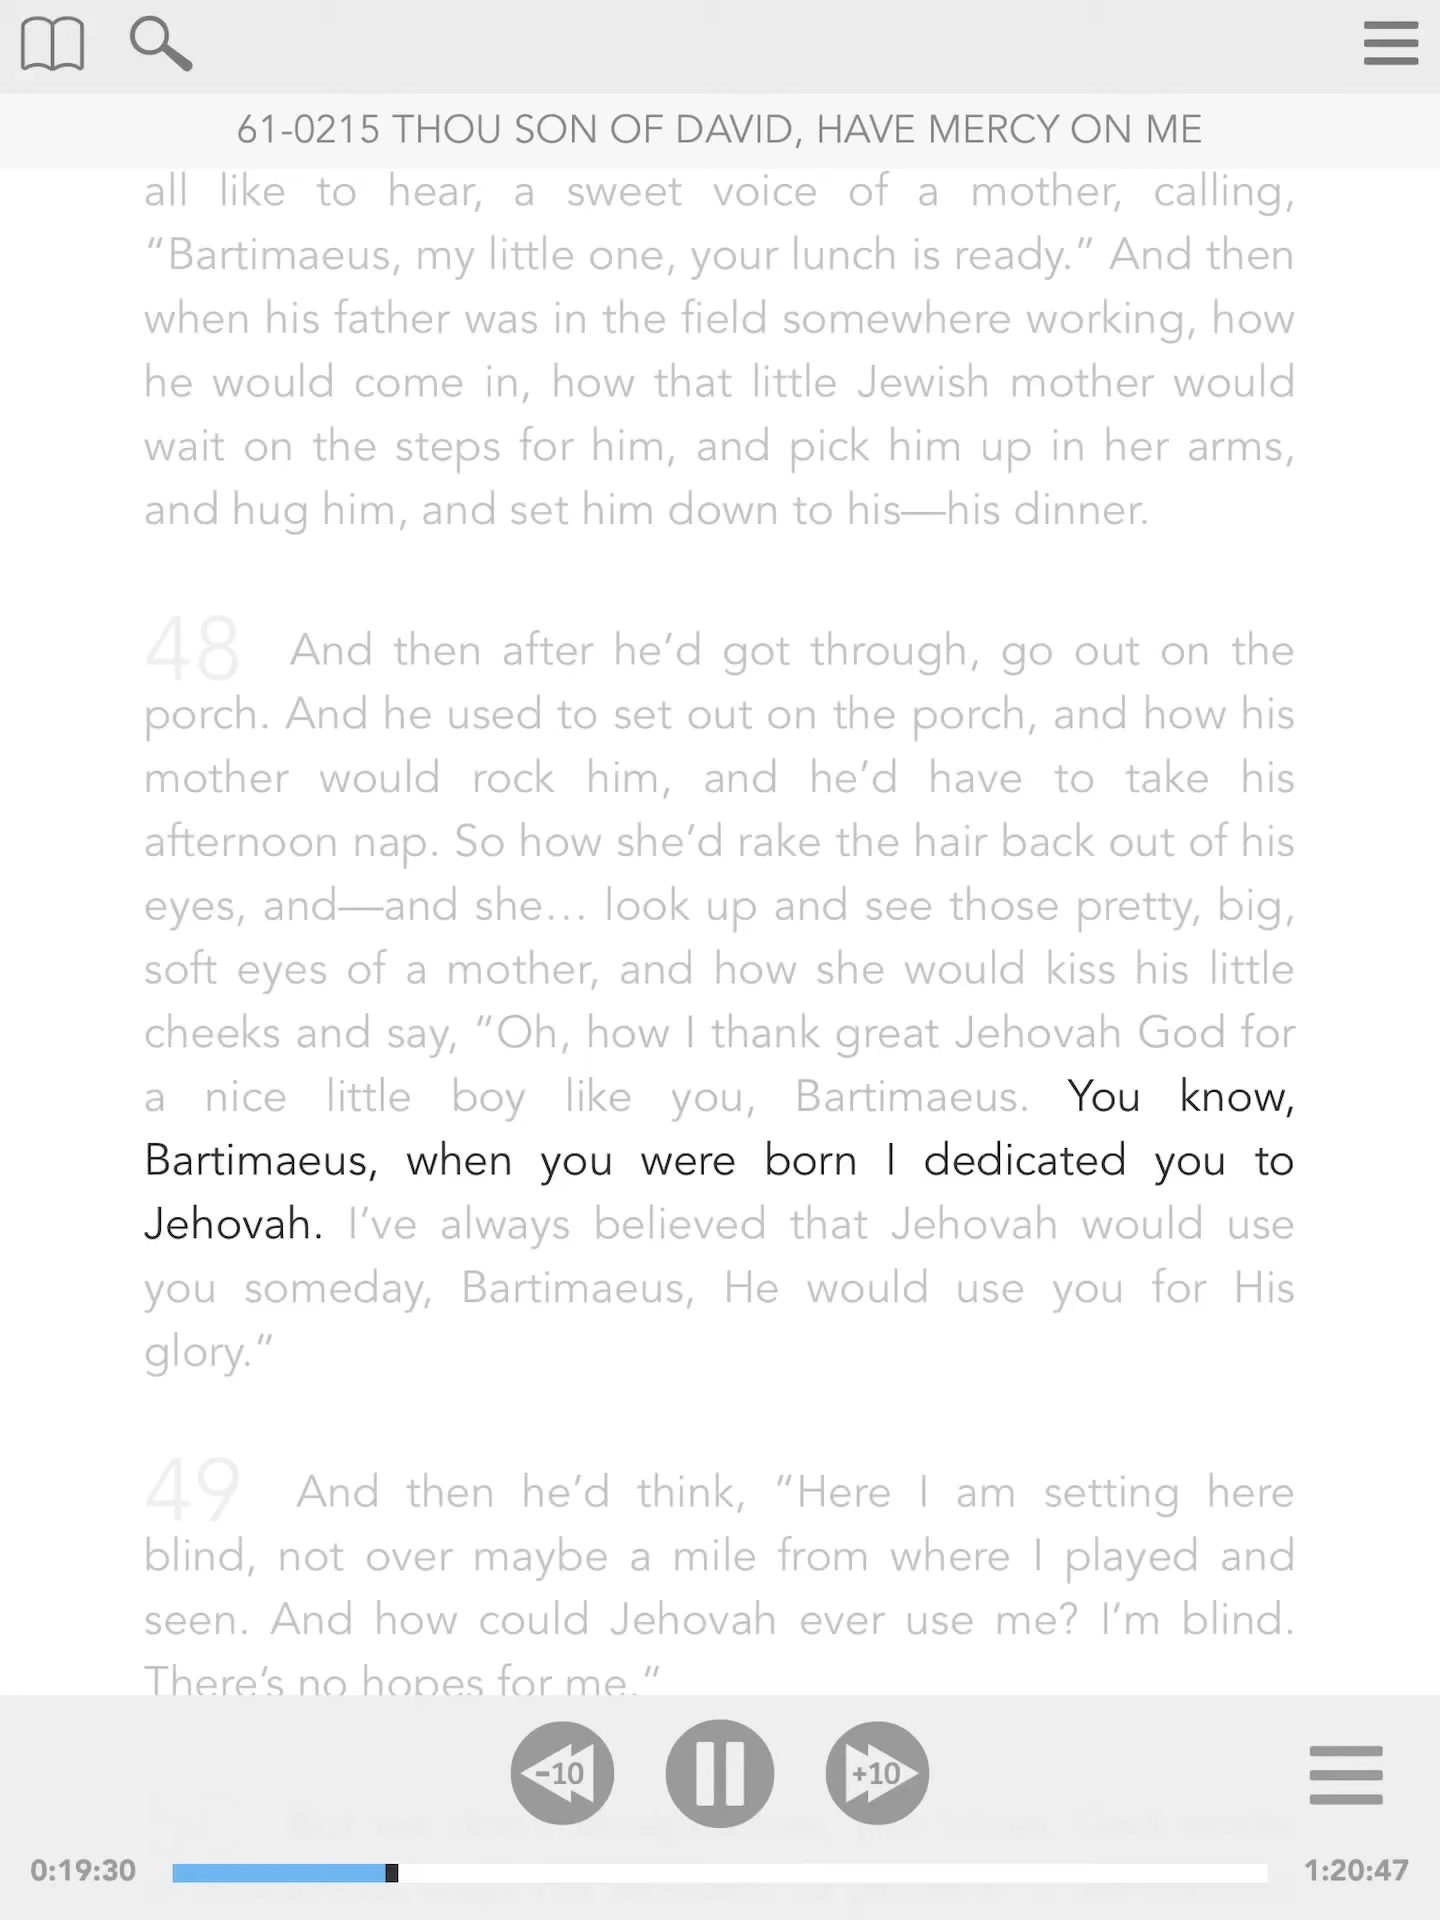 61-0215 THOU SON OF DAVID, HAVE MERCY ON ME
all like to hear, a sweet voice of a mother, calling,
“Bartimaeus, my little one, your lunch is ready.” And then
when his father was in the field somewhere working, how
he would come in, how that little Jewish mother would
wait on the steps for him, and pick him up in her arms,
and hug him, and set him down to his—his dinner.
48 And then after he’d got through, go out on the
porch. And he used to set out on the porch, and how his
mother would rock him, and he’d have to take his
afternoon nap. So how she’d rake the hair back out of his
eyes, and—and she… look up and see those pretty, big,
soft eyes of a mother, and how she would kiss his little
cheeks and say, “Oh, how I thank great Jehovah God for
a nice little boy like you, Bartimaeus. You know,
Bartimaeus, when you were born I dedicated you to
Jehovah. I’ve always believed that Jehovah would use
you someday, Bartimaeus, He would use you for His
glory.”
49 And then he’d think, “Here I am setting here
blind, not over maybe a mile from where I played and
seen. And how could Jehovah ever use me? I’m blind.
There’s no hopes for me.”
-10 +10
0:19:30 1:20:47